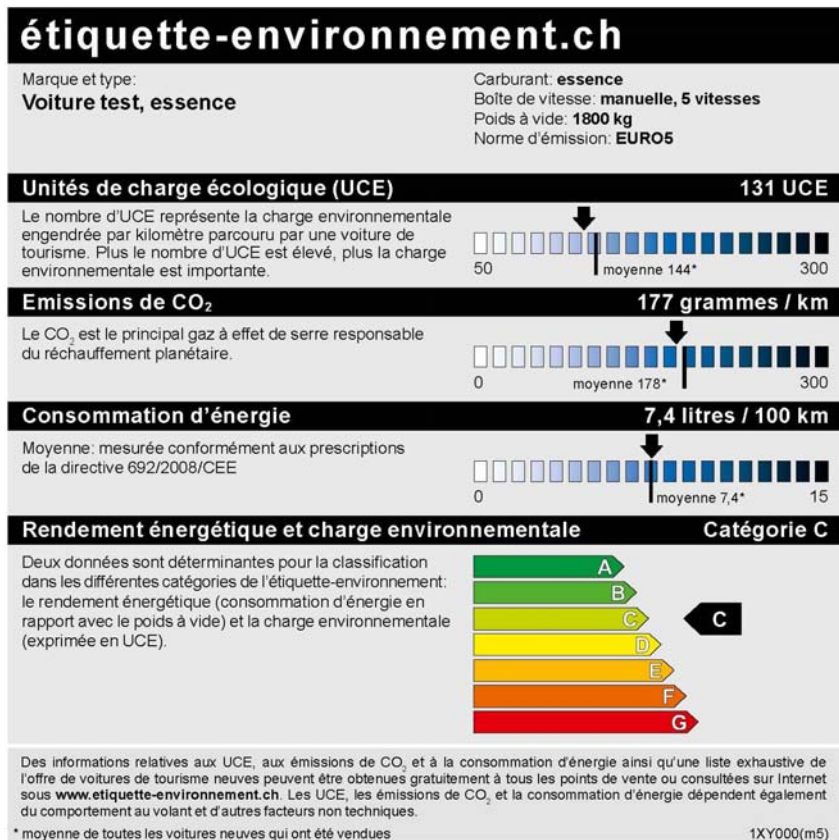 étiquette-environnement.ch
Marque et type:
Voiture test, essence
Carburant: essence
Boîte de vitesse: manuelle, 5 vitesses
Poids à vide: 1800 kg
Norme d'émission: EURO5
Unités de charge écologique (UCE) 131 UCE
Le nombre d'UCE représente la charge environnementale
engendrée par kilomètre parcouru par une voiture de
tourisme. Plus le nombre d'UCE est élevé, plus la charge
environnementale est importante.
50 moyenne 144* 300
Emissions de CO₂ 177 grammes / km
Le CO₂ est le principal gaz à effet de serre responsable
du réchauffement planétaire.
0 moyenne 178* 300
Consommation d'énergie 7,4 litres / 100 km
Moyenne: mesurée conformément aux prescriptions
de la directive 692/2008/CEE
0 moyenne 7,4* 15
Rendement énergétique et charge environnementale Catégorie C
Deux données sont déterminantes pour la classification
dans les différentes catégories de l'étiquette-environnement:
le rendement énergétique (consommation d'énergie en
rapport avec le poids à vide) et la charge environnementale
(exprimée en UCE).
A
B
C C
D
E
F
G
Des informations relatives aux UCE, aux émissions de CO₂ et à la consommation d'énergie ainsi qu'une liste exhaustive de
l'offre de voitures de tourisme neuves peuvent être obtenues gratuitement à tous les points de vente ou consultées sur Internet
sous www.etiquette-environnement.ch. Les UCE, les émissions de CO₂ et la consommation d'énergie dépendent également
du comportement au volant et d'autres facteurs non techniques.
* moyenne de toutes les voitures neuves qui ont été vendues 1XY000(m5)